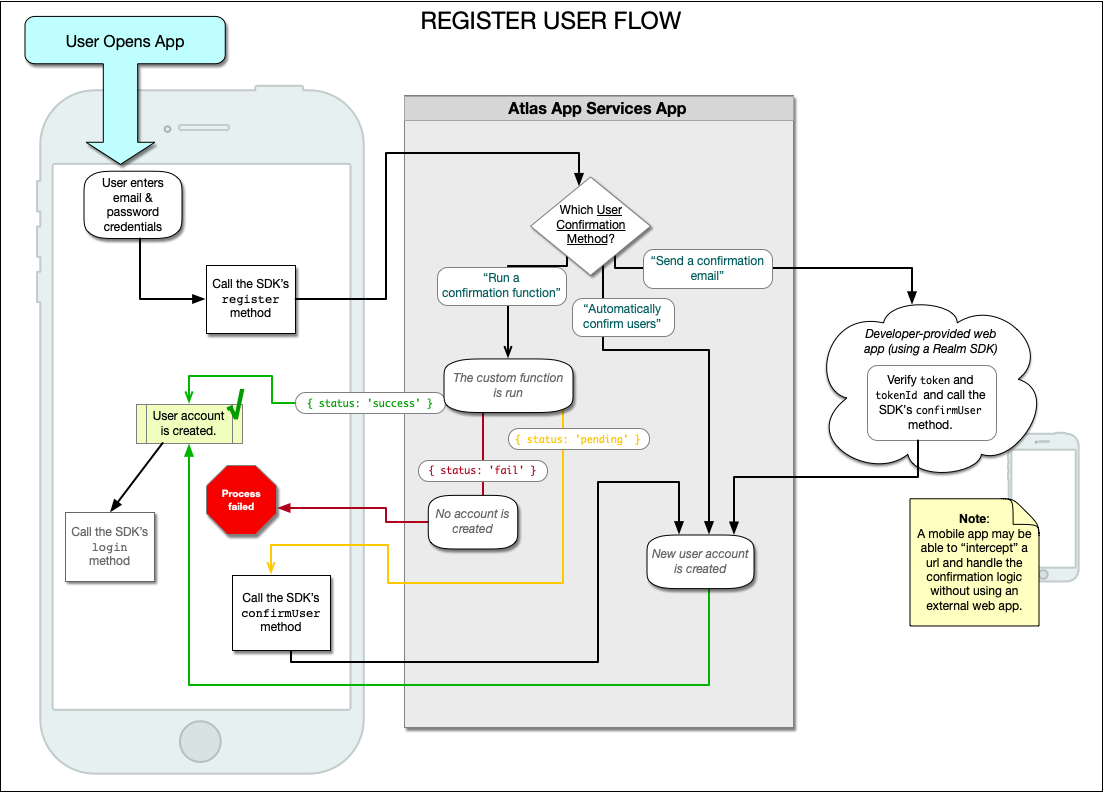 REGISTER USER FLOW
User Opens App
Atlas App Services App
User enters
email &
password
credentials
Call the SDK's
register
method
Which User
Confirmation
Method?
“Run a
confirmation function”
“Automatically
confirm users”
“Send a confirmation
email”
Developer-provided web
app (using a Realm SDK)
Verify token and
tokenId and call the
SDK's confirmUser
method.
The custom function
is run
{ status: 'success' }
{ status: 'pending' }
{ status: 'fail' }
User account
is created.
Process
failed
No account is
created
Call the SDK's
login
method
Call the SDK's
confirmUser
method
New user account
is created
Note:
A mobile app may be
able to “intercept” a
url and handle the
confirmation logic
without using an
external web app.